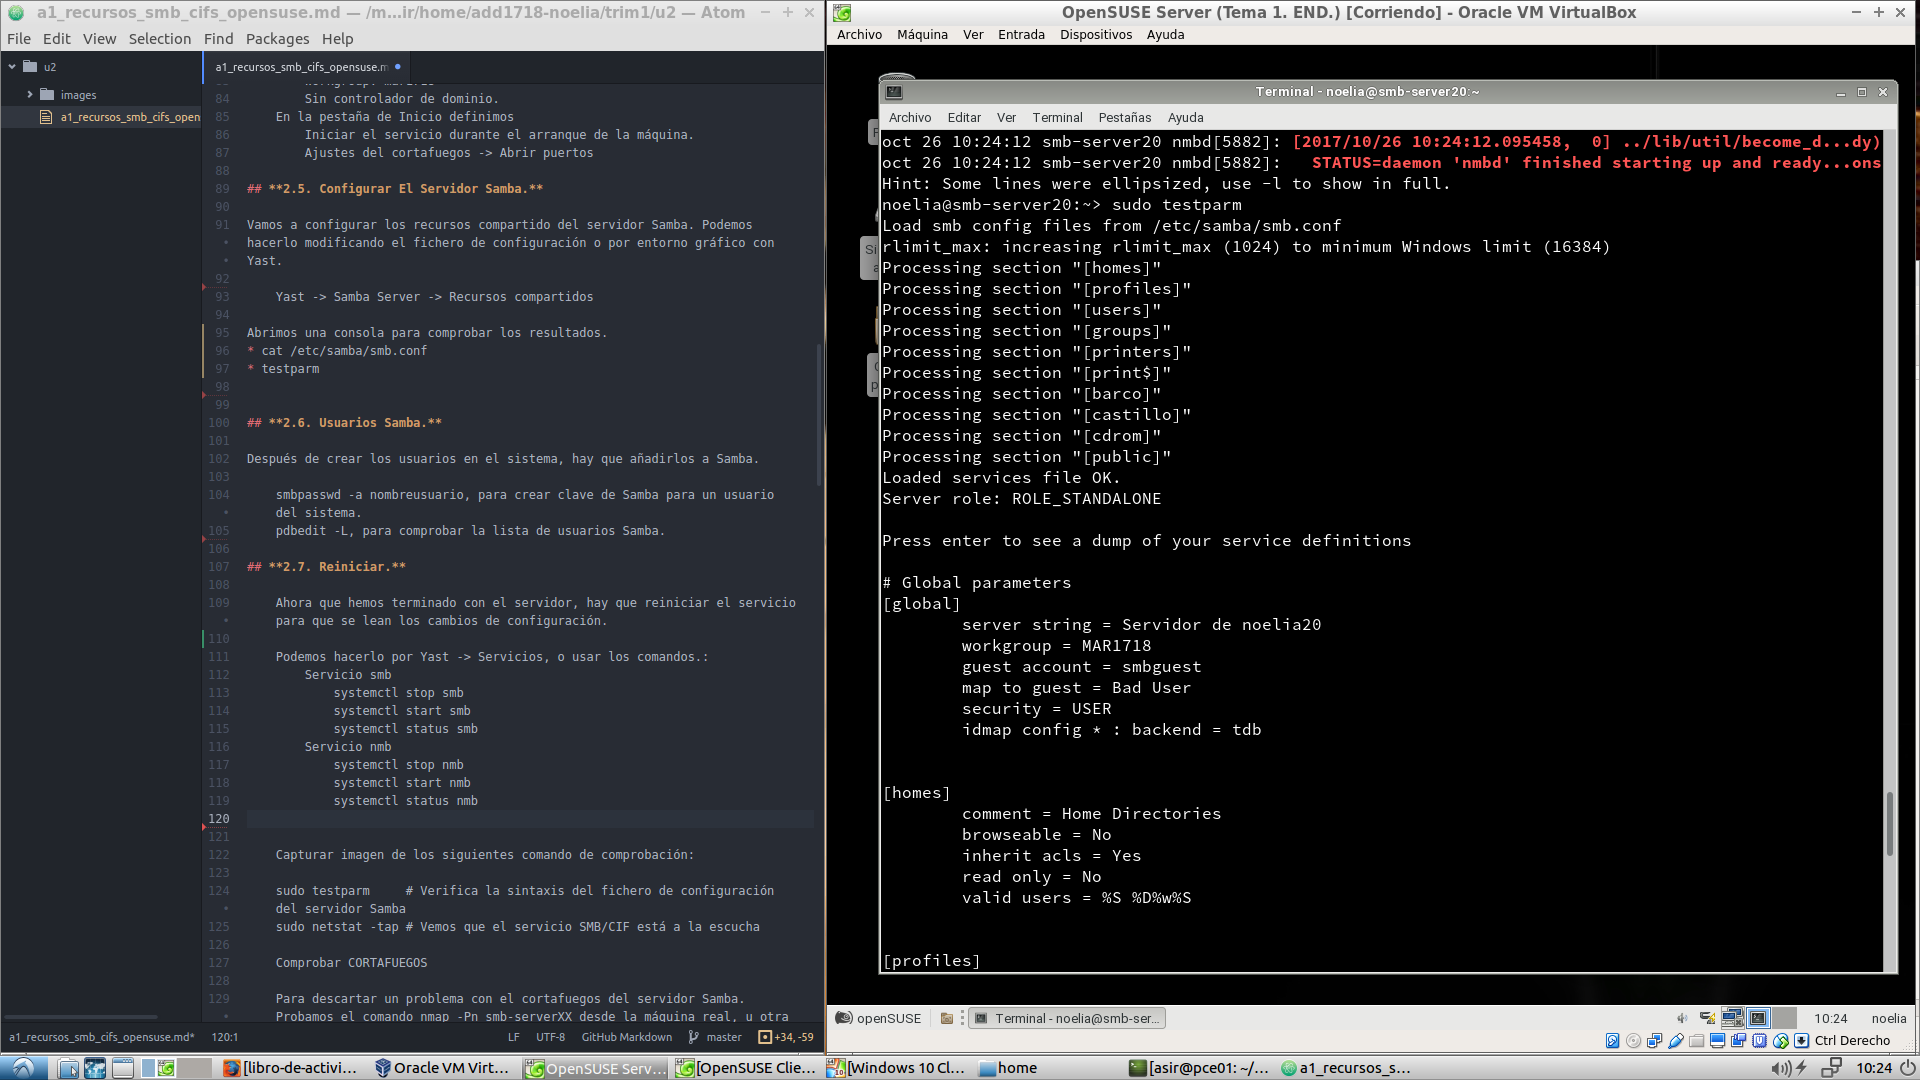 a1_recursos_smb_cifs_opensuse.md — /m...ir/home/add1718-noelia/trim1/u2 — Atom
File Edit View Selection Find Packages Help
u2
images
a1_recursos_smb_cifs_open
a1_recursos_smb_cifs_opensuse.m
84 Sin controlador de dominio.
85 En la pestaña de Inicio definimos
86 Iniciar el servicio durante el arranque de la máquina.
87 Ajustes del cortafuegos -> Abrir puertos
88
89 ## **2.5. Configurar El Servidor Samba.**
90
91 Vamos a configurar los recursos compartido del servidor Samba. Podemos
• hacerlo modificando el fichero de configuración o por entorno gráfico con
• Yast.
92
93 Yast -> Samba Server -> Recursos compartidos
94
95 Abrimos una consola para comprobar los resultados.
96 * cat /etc/samba/smb.conf
97 * testparm
98
99
100 ## **2.6. Usuarios Samba.**
101
102 Después de crear los usuarios en el sistema, hay que añadirlos a Samba.
103
104 smbpasswd -a nombreusuario, para crear clave de Samba para un usuario
• del sistema.
105 pdbedit -L, para comprobar la lista de usuarios Samba.
106
107 ## **2.7. Reiniciar.**
108
109 Ahora que hemos terminado con el servidor, hay que reiniciar el servicio
• para que se lean los cambios de configuración.
110
111 Podemos hacerlo por Yast -> Servicios, o usar los comandos.:
112 Servicio smb
113 systemctl stop smb
114 systemctl start smb
115 systemctl status smb
116 Servicio nmb
117 systemctl stop nmb
118 systemctl start nmb
119 systemctl status nmb
120
121
122 Capturar imagen de los siguientes comando de comprobación:
123
124 sudo testparm # Verifica la sintaxis del fichero de configuración
• del servidor Samba
125 sudo netstat -tap # Vemos que el servicio SMB/CIF está a la escucha
126
127 Comprobar CORTAFUEGOS
128
129 Para descartar un problema con el cortafuegos del servidor Samba.
• Probamos el comando nmap -Pn smb-serverXX desde la máquina real, u otra
a1_recursos_smb_cifs_opensuse.md* 120:1 LF UTF-8 GitHub Markdown master +34, -59
OpenSUSE Server (Tema 1. END.) [Corriendo] - Oracle VM VirtualBox
Archivo Máquina Ver Entrada Dispositivos Ayuda
Terminal - noelia@smb-server20:~
Archivo Editar Ver Terminal Pestañas Ayuda
oct 26 10:24:12 smb-server20 nmbd[5882]: [2017/10/26 10:24:12.095458,  0] ../lib/util/become_d...dy)
oct 26 10:24:12 smb-server20 nmbd[5882]:   STATUS=daemon 'nmbd' finished starting up and ready...ons
Hint: Some lines were ellipsized, use -l to show in full.
noelia@smb-server20:~> sudo testparm
Load smb config files from /etc/samba/smb.conf
rlimit_max: increasing rlimit_max (1024) to minimum Windows limit (16384)
Processing section "[homes]"
Processing section "[profiles]"
Processing section "[users]"
Processing section "[groups]"
Processing section "[printers]"
Processing section "[print$]"
Processing section "[barco]"
Processing section "[castillo]"
Processing section "[cdrom]"
Processing section "[public]"
Loaded services file OK.
Server role: ROLE_STANDALONE

Press enter to see a dump of your service definitions

# Global parameters
[global]
server string = Servidor de noelia20
workgroup = MAR1718
guest account = smbguest
map to guest = Bad User
security = USER
idmap config * : backend = tdb

[homes]
comment = Home Directories
browseable = No
inherit acls = Yes
read only = No
valid users = %S %D%w%S

[profiles]
openSUSE Terminal - noelia@smb-ser... 10:24 noelia
Ctrl Derecho
[libro-de-activi... Oracle VM Virt... OpenSUSE Serv... [OpenSUSE Clie... [Windows 10 Cl... home [asir@pce01: ~/... a1_recursos_s... 10:24